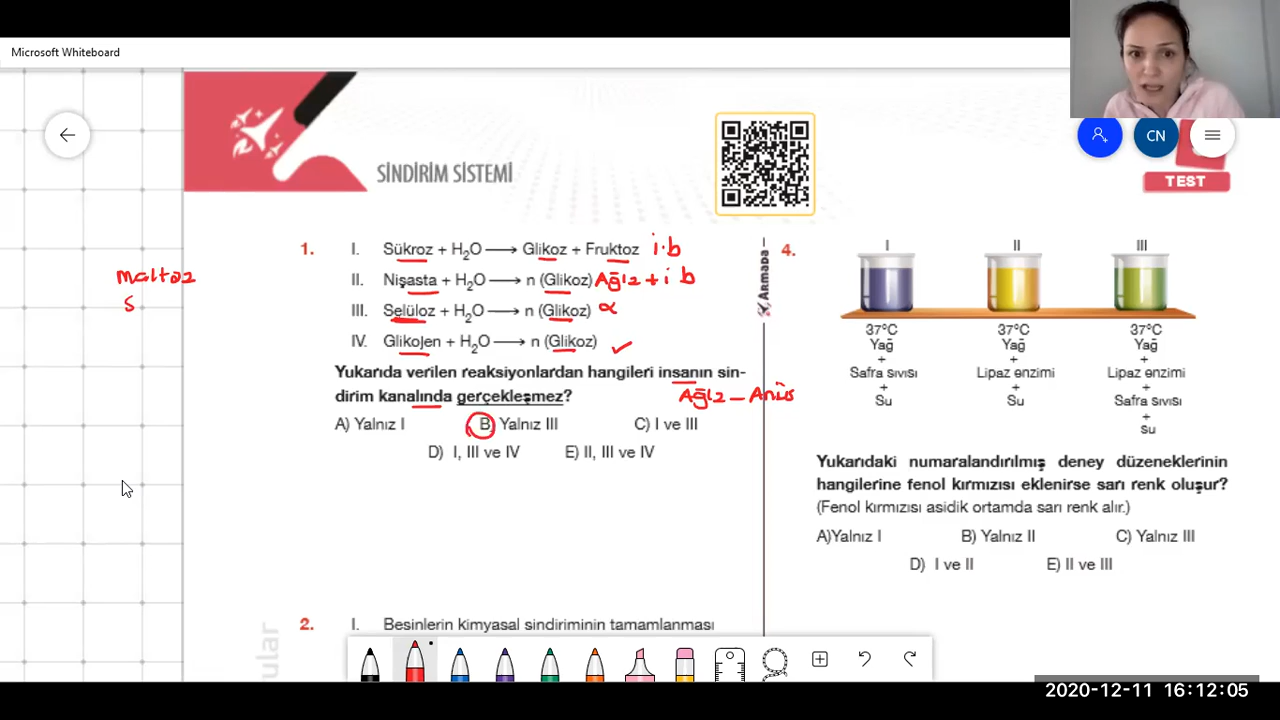 Microsoft Whiteboard
CN
SİNDİRİM SİSTEMİ
TEST
1.
I. Sükroz + H₂O ⟶ Glikoz + Fruktoz i.b
II. Nişasta + H₂O ⟶ n (Glikoz) Ağız + i b
III. Selüloz + H₂O ⟶ n (Glikoz) α
IV. Glikojen + H₂O ⟶ n (Glikoz) ✓
Yukarıda verilen reaksiyonlardan hangileri insanın sin-
dirim kanalında gerçekleşmez?
Ağız – Anüs
A) Yalnız I B) Yalnız III C) I ve III
D) I, III ve IV E) II, III ve IV
maltoz
S
2. I. Besinlerin kimyasal sindiriminin tamamlanması
ular
Armada
4.
I II III
37°C 37°C 37°C
Yağ Yağ Yağ
+ + +
Safra sıvısı Lipaz enzimi Lipaz enzimi
+ + +
Su Su Safra sıvısı
+
Su
Yukarıdaki numaralandırılmış deney düzeneklerinin
hangilerine fenol kırmızısı eklenirse sarı renk oluşur?
(Fenol kırmızısı asidik ortamda sarı renk alır.)
A)Yalnız I B) Yalnız II C) Yalnız III
D) I ve II E) II ve III
2020-12-11 16:12:05